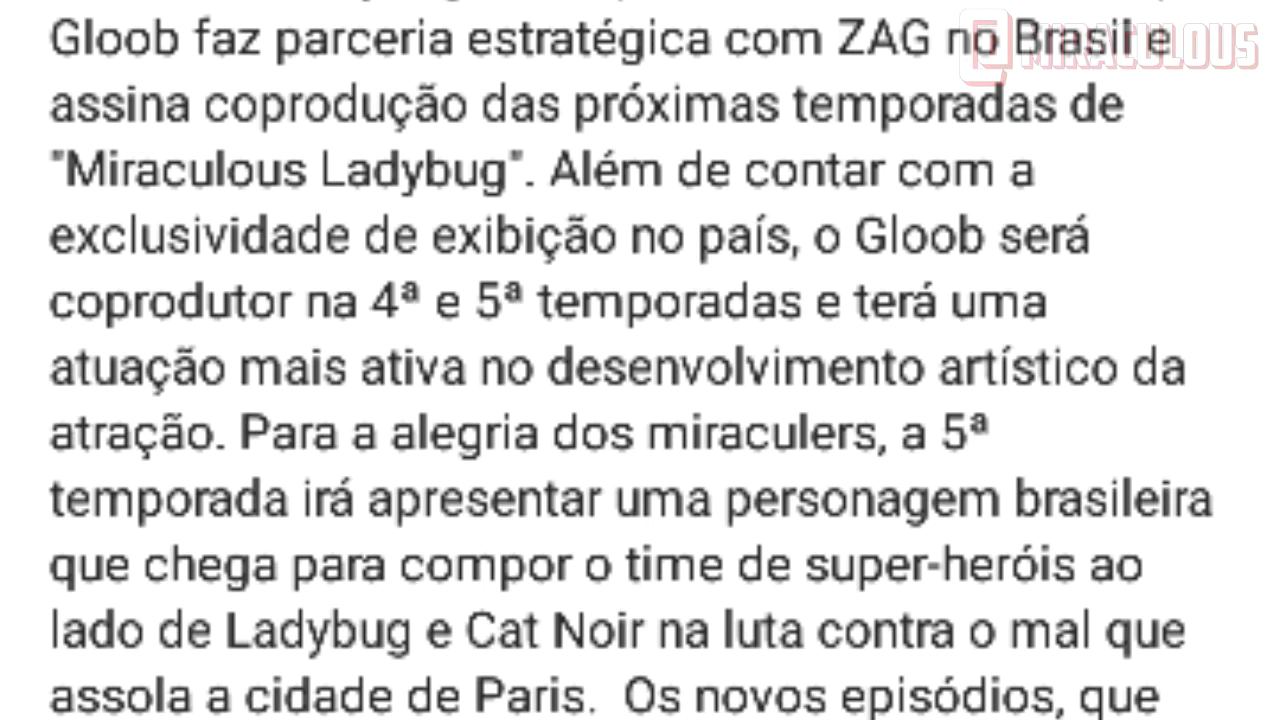 Gloob faz parceria estratégica com ZAG no Brasil e
MIRACULOUS
assina coprodução das próximas temporadas de
"Miraculous Ladybug". Além de contar com a
exclusividade de exibição no país, o Gloob será
coprodutor na 4ª e 5ª temporadas e terá uma
atuação mais ativa no desenvolvimento artístico da
atração. Para a alegria dos miraculers, a 5ª
temporada irá apresentar uma personagem brasileira
que chega para compor o time de super-heróis ao
lado de Ladybug e Cat Noir na luta contra o mal que
assola a cidade de Paris. Os novos episódios, que